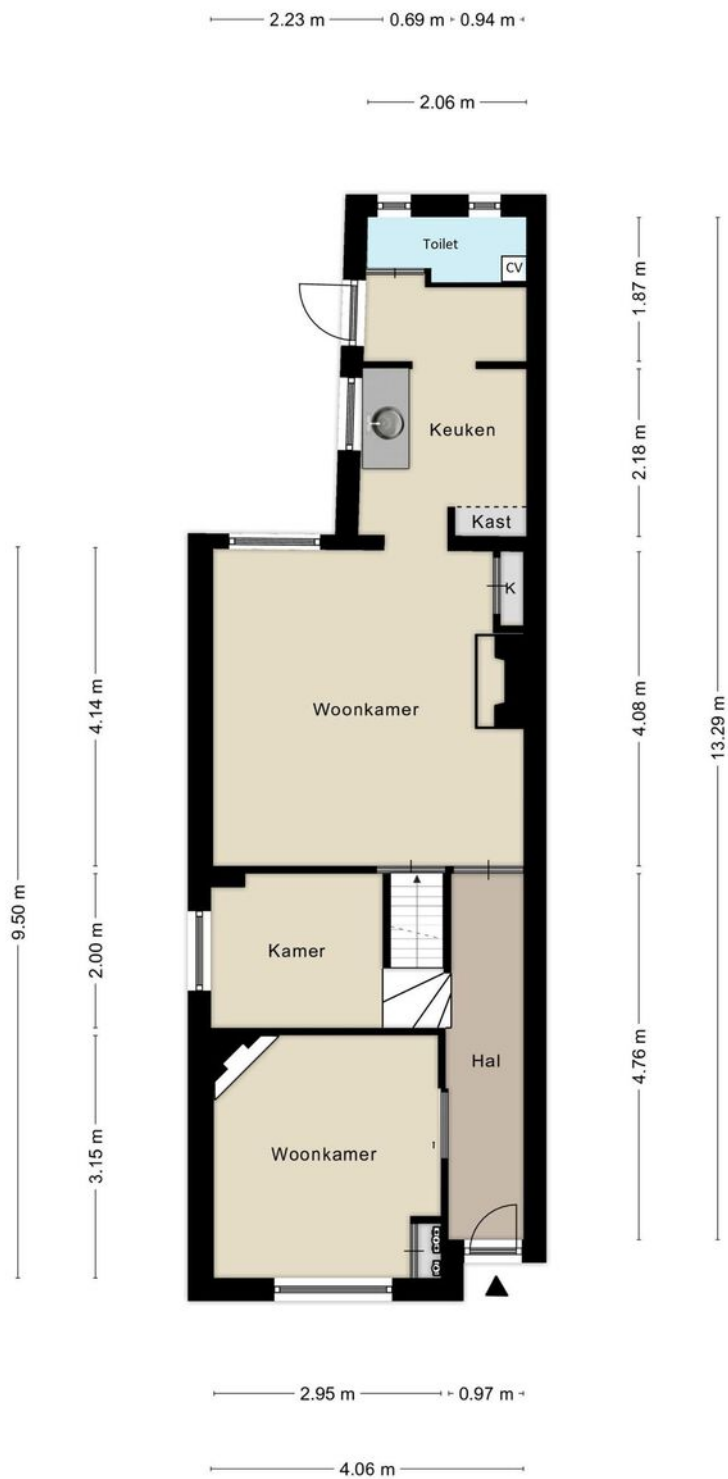 2.23 m 0.69 m 0.94 m
2.06 m
Toilet
CV
1.87 m
Keuken
2.18 m
Kast
K
Woonkamer
4.14 m
4.08 m
13.29 m
9.50 m
Kamer
2.00 m
Hal
4.76 m
Woonkamer
3.15 m
2.95 m 0.97 m
4.06 m